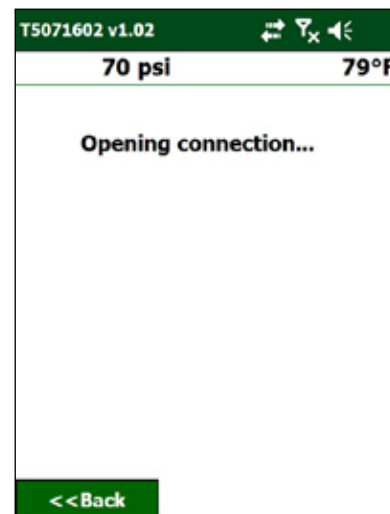 T5071602 v1.02
70 psi 79°F
Opening connection...
<<Back